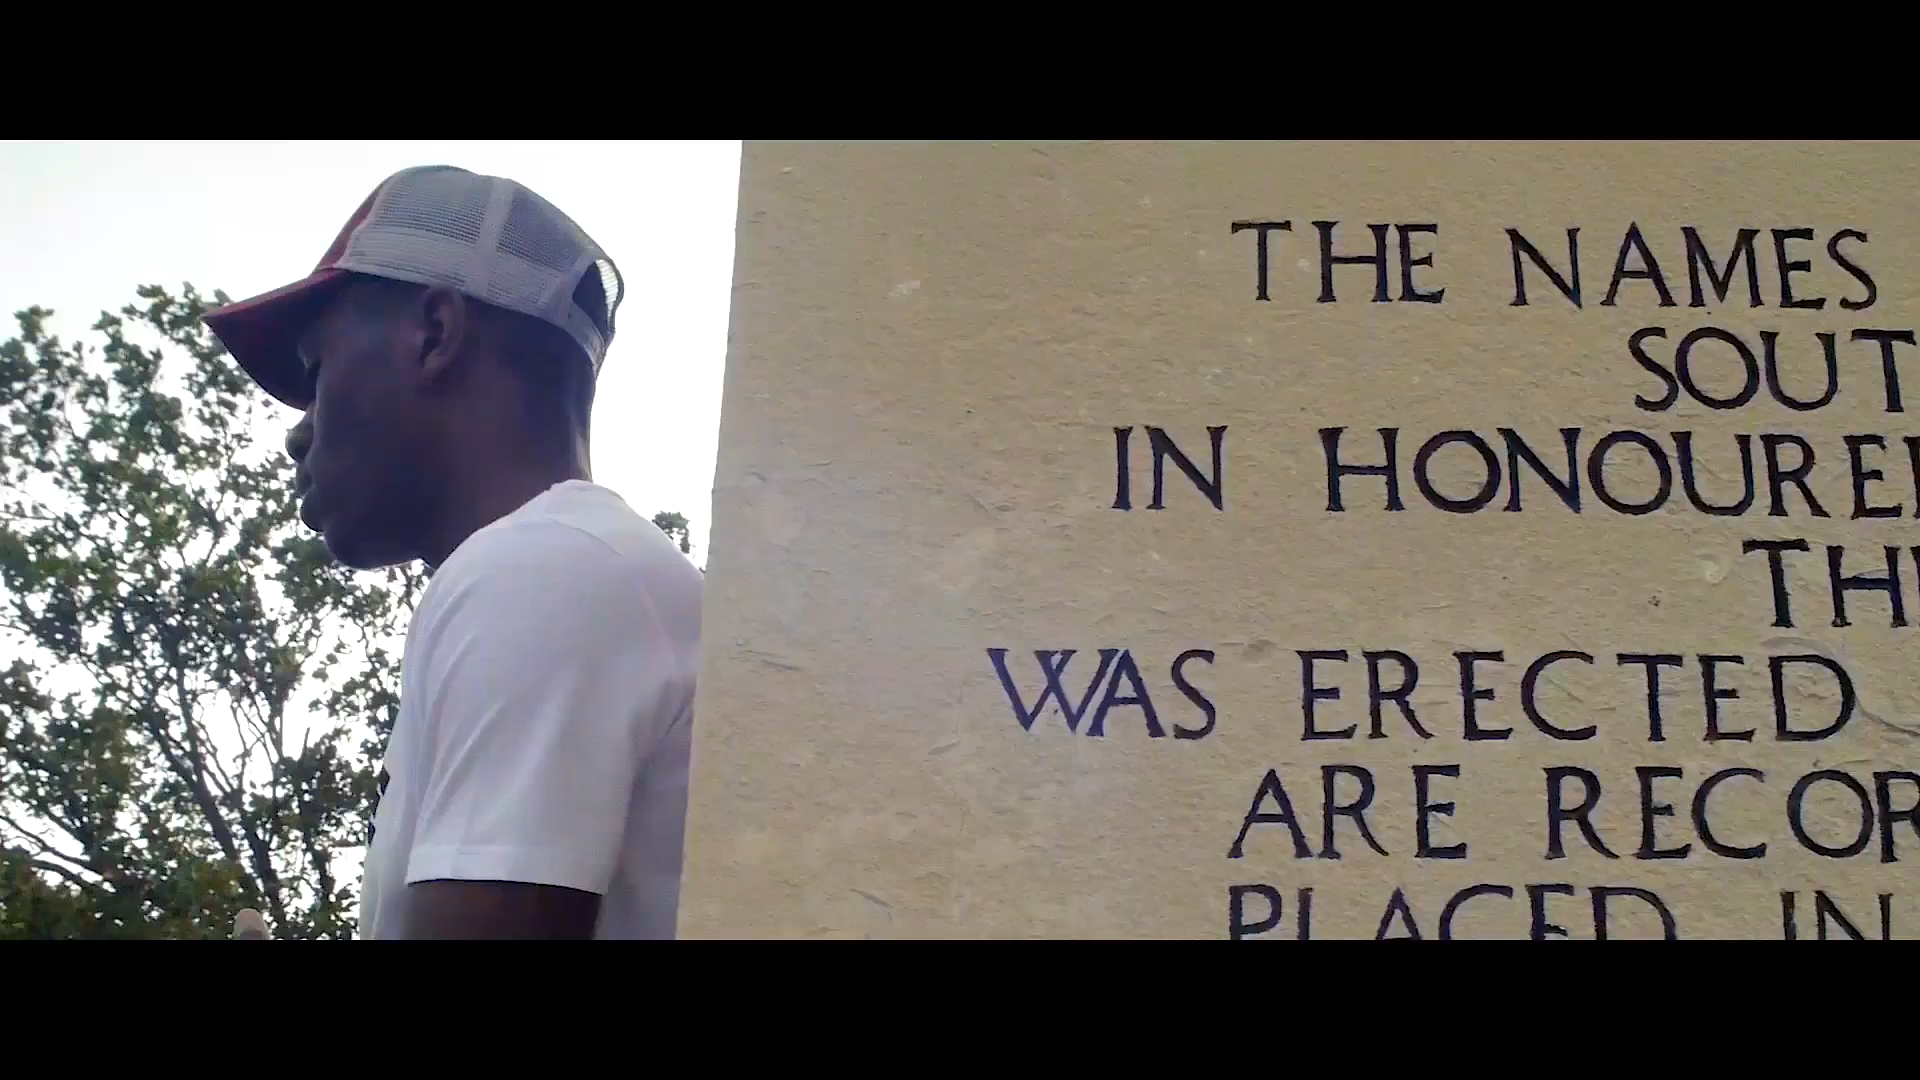 THE NAMES
SOUT
IN HONOURE
TH
WAS ERECTED
ARE RECOR
PLACED IN